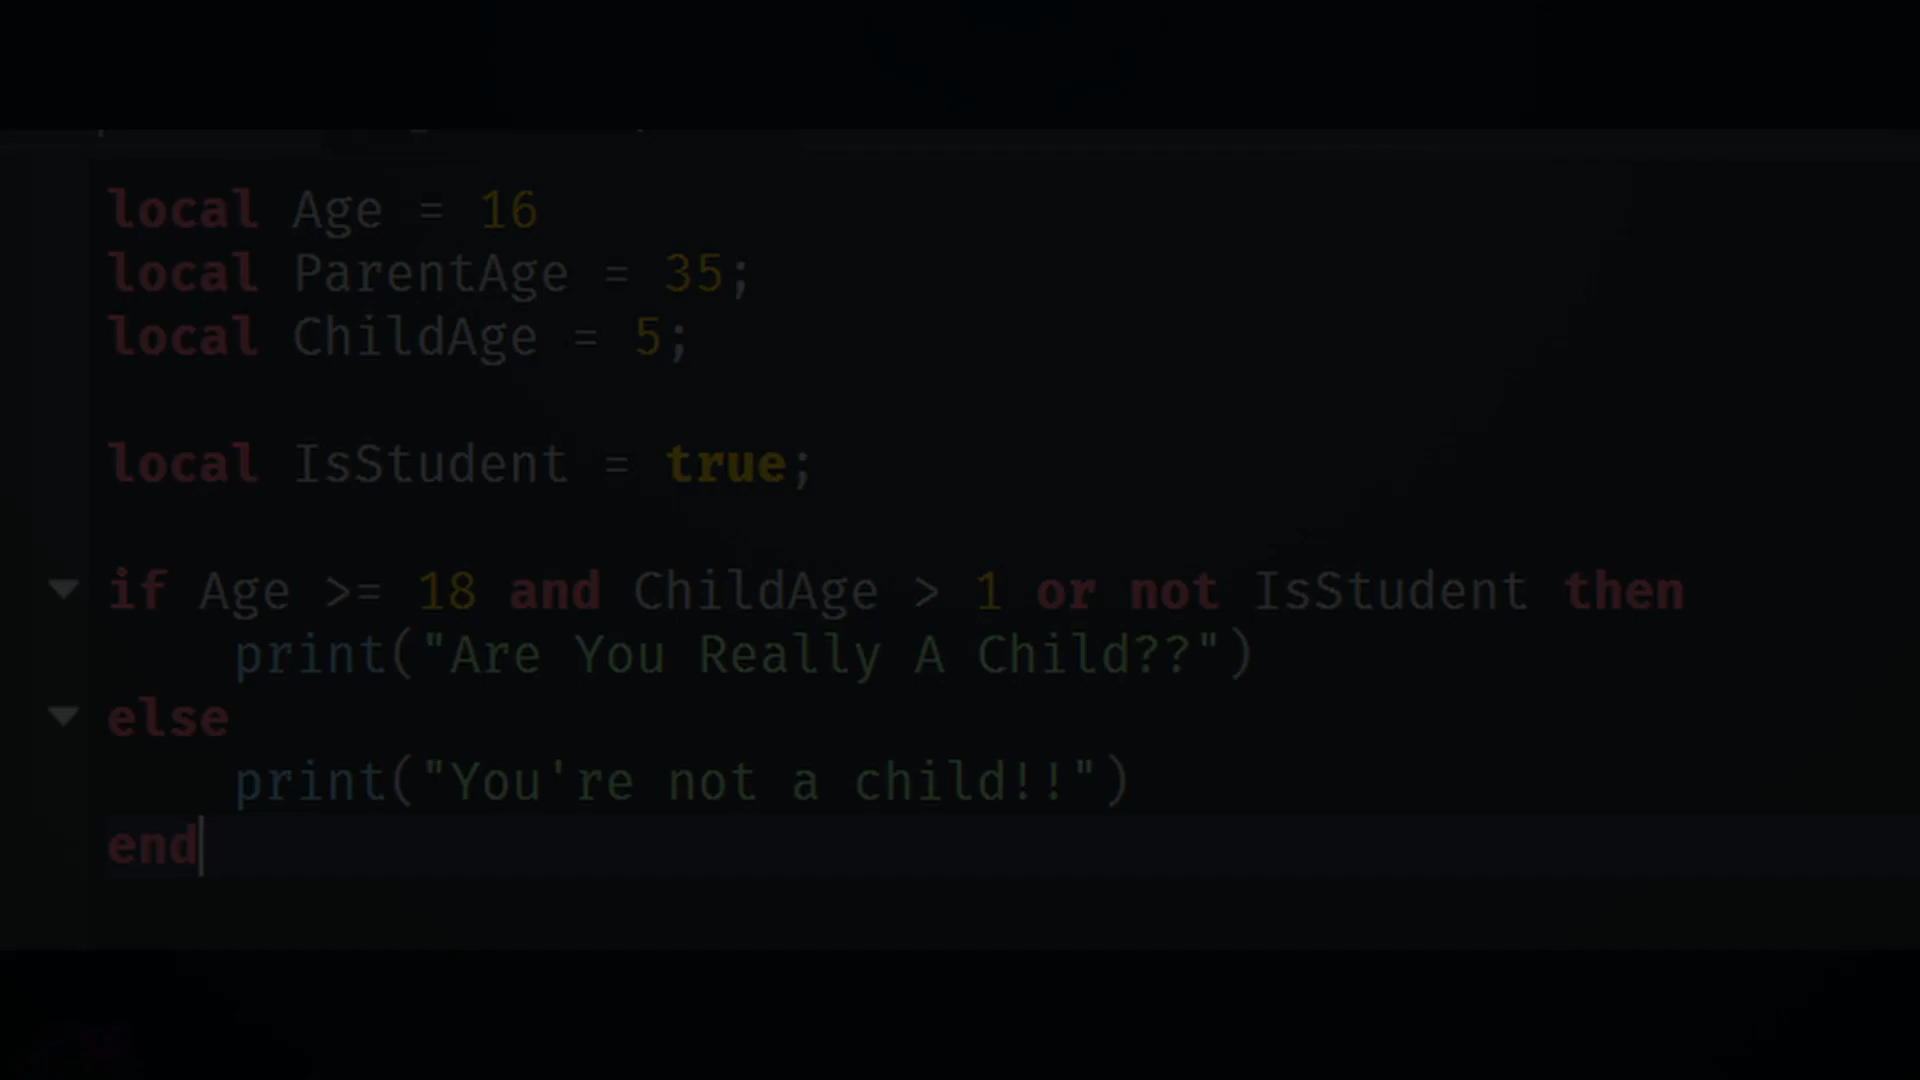 local Age = 16
local ParentAge = 35;
local ChildAge = 5;
local IsStudent = true;
if Age >= 18 and ChildAge > 1 or not IsStudent then
print("Are You Really A Child??")
else
print("You're not a child!!")
end